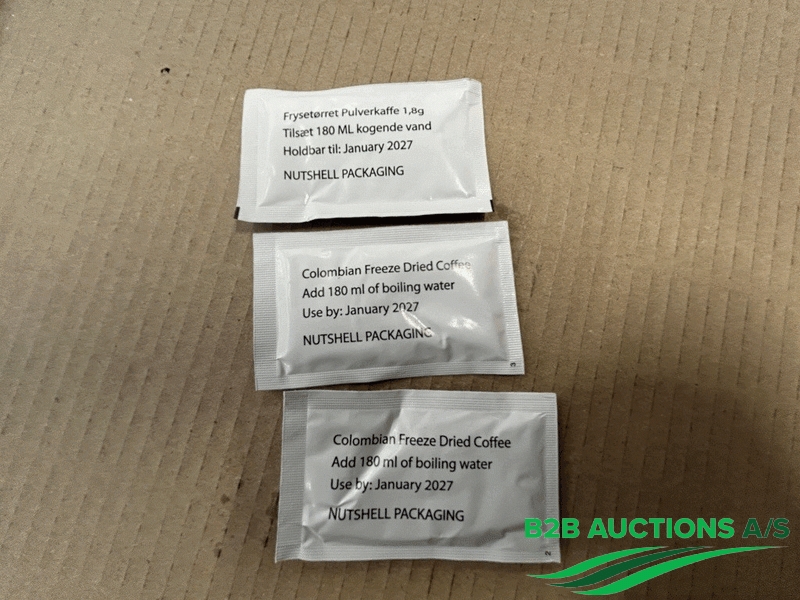 Frysetørret Pulverkaffe 1,8g
Tilsæt 180 ML kogende vand
Holdbar til: January 2027
NUTSHELL PACKAGING
Colombian Freeze Dried Coffee
Add 180 ml of boiling water
Use by: January 2027
NUTSHELL PACKAGING
3
Colombian Freeze Dried Coffee
Add 180 ml of boiling water
Use by: January 2027
NUTSHELL PACKAGING
2
B2B AUCTIONS A/S